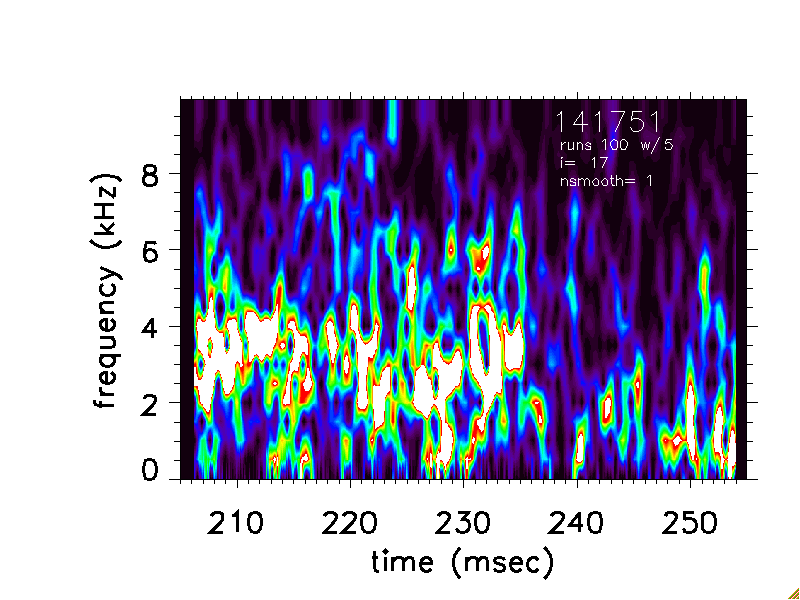 141751
runs 100 w/5
i= 17
nsmooth= 1
8
6
4
2
0
frequency (kHz)
210 220 230 240 250
time (msec)